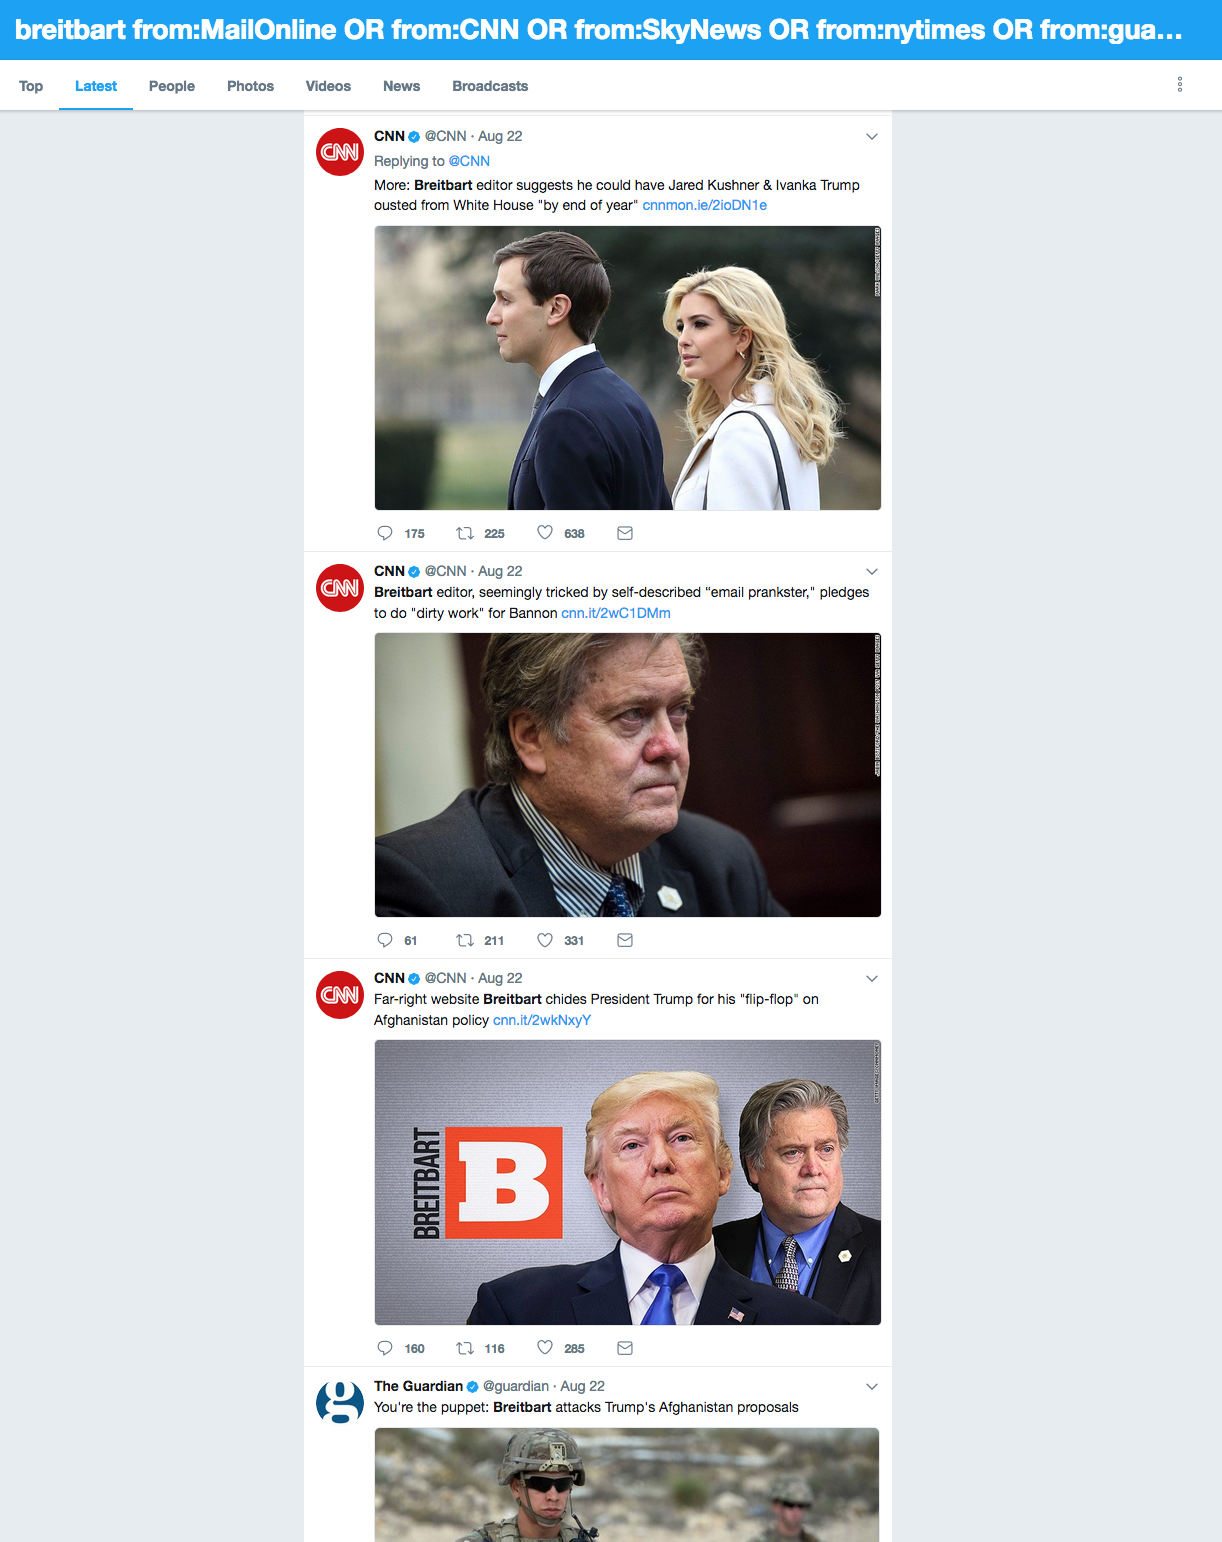 breitbart from:MailOnline OR from:CNN OR from:SkyNews OR from:nytimes OR from:gua...
Top Latest People Photos Videos News Broadcasts
CNN @CNN · Aug 22
Replying to @CNN
More: Breitbart editor suggests he could have Jared Kushner & Ivanka Trump
ousted from White House "by end of year" cnnmon.ie/2ioDN1e
CNN
175 225 638
CNN @CNN · Aug 22
Breitbart editor, seemingly tricked by self-described “email prankster," pledges
to do "dirty work" for Bannon cnn.it/2wC1DMm
CNN
61 211 331
CNN @CNN · Aug 22
Far-right website Breitbart chides President Trump for his "flip-flop" on
Afghanistan policy cnn.it/2wkNxyY
CNN
BREITBART
B
160 116 285
The Guardian @guardian · Aug 22
You're the puppet: Breitbart attacks Trump's Afghanistan proposals
g